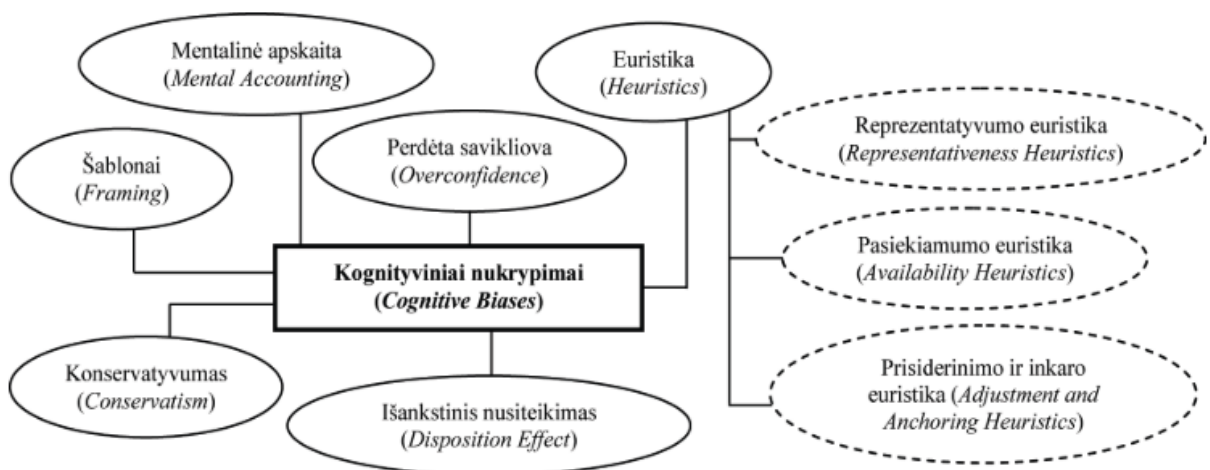 Mentalinė apskaita
(Mental Accounting)
Euristika
(Heuristics)
Šablonai
(Framing)
Perdėta savikliova
(Overconfidence)
Reprezentatyvumo euristika
(Representativeness Heuristics)
Kognityviniai nukrypimai
(Cognitive Biases)
Pasiekiamumo euristika
(Availability Heuristics)
Konservatyvumas
(Conservatism)
Išankstinis nusiteikimas
(Disposition Effect)
Prisiderinimo ir inkaro
euristika (Adjustment and
Anchoring Heuristics)